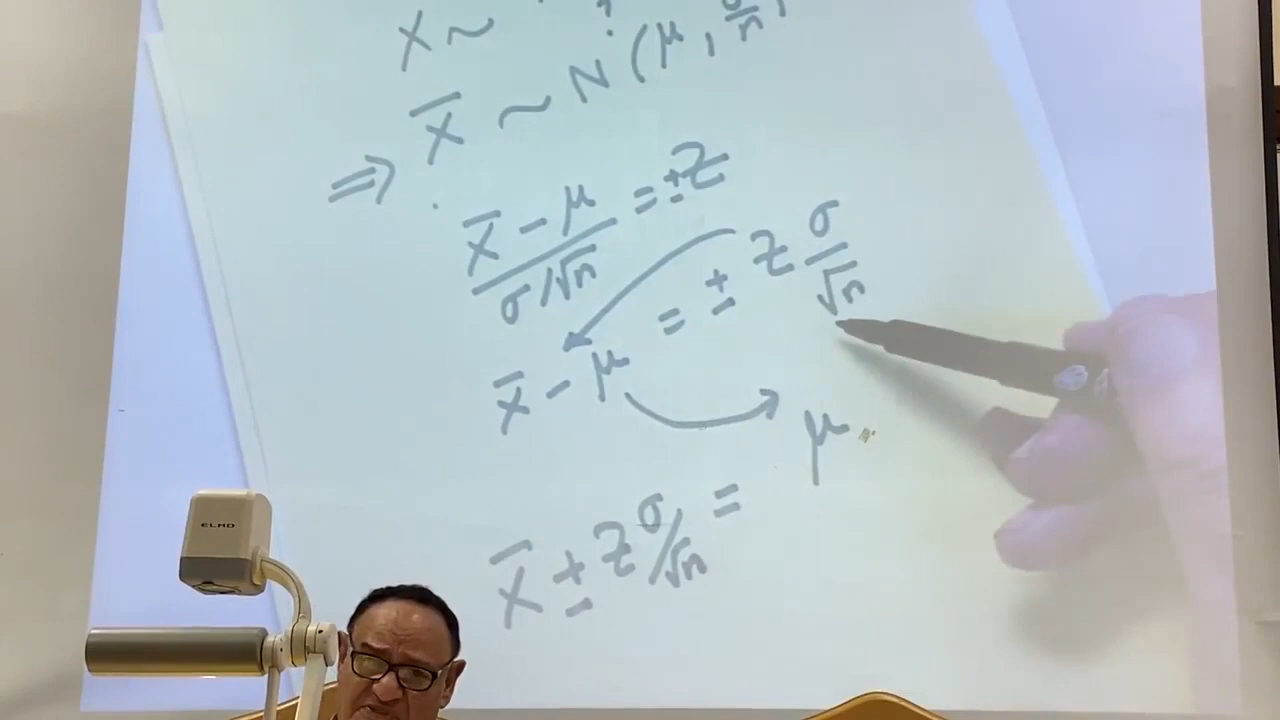 X ~
X̄ ~ N(μ, σ/n
⇒ (X̄ - μ)/(σ/√n) = ±Z
X̄ - μ = ± Z σ/√n
μ
X̄ ± Z σ/√n =
ELMO